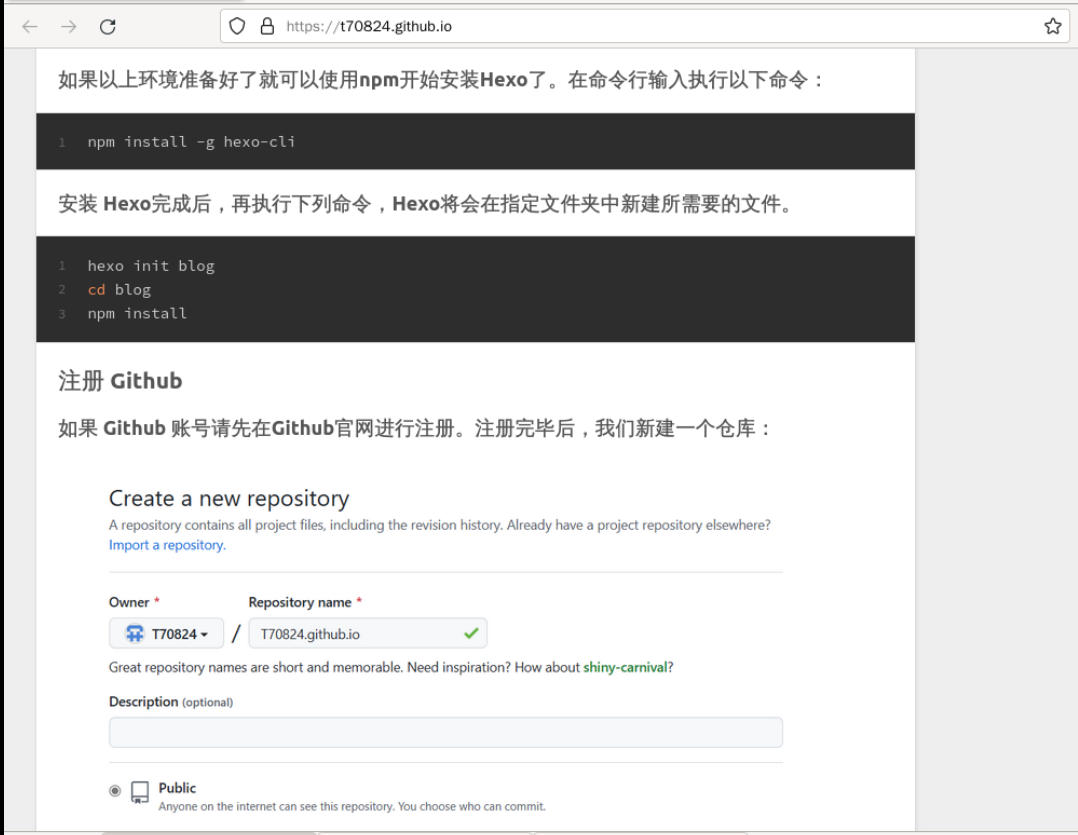 https://t70824.github.io
如果以上环境准备好了就可以使用npm开始安装Hexo了。在命令行输入执行以下命令：
1 npm install -g hexo-cli
安装 Hexo完成后，再执行下列命令，Hexo将会在指定文件夹中新建所需要的文件。
1 hexo init blog
2 cd blog
3 npm install
注册 Github
如果 Github 账号请先在Github官网进行注册。注册完毕后，我们新建一个仓库：
Create a new repository
A repository contains all project files, including the revision history. Already have a project repository elsewhere?
Import a repository.
Owner * Repository name *
T70824 / T70824.github.io
Great repository names are short and memorable. Need inspiration? How about shiny-carnival?
Description (optional)
Public
Anyone on the internet can see this repository. You choose who can commit.